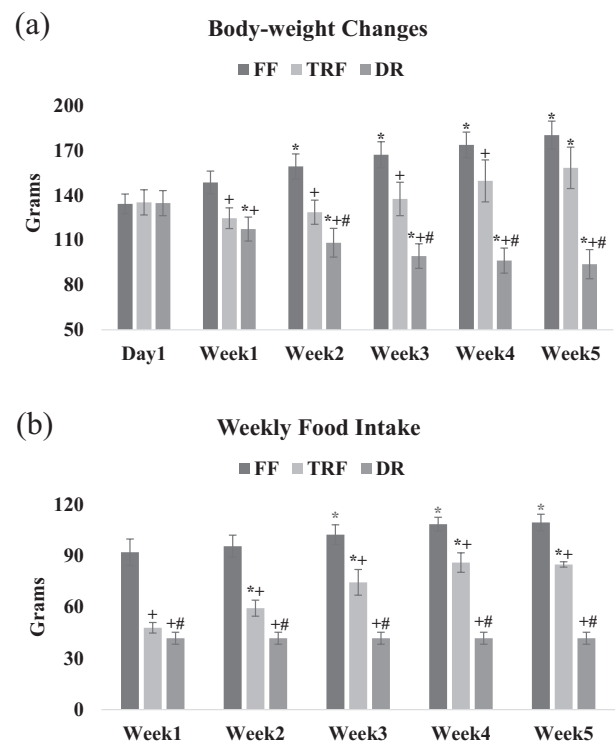 (a)
Body-weight Changes
FF TRF DR
200
170
140
110
80
50
Grams
+ *+ * + *+# * + *+# * + *+# * * *+#
Day1 Week1 Week2 Week3 Week4 Week5
(b)
Weekly Food Intake
FF TRF DR
120
90
60
30
0
Grams
+ +# *+ +# * *+ +# * *+ +# * *+ +#
Week1 Week2 Week3 Week4 Week5